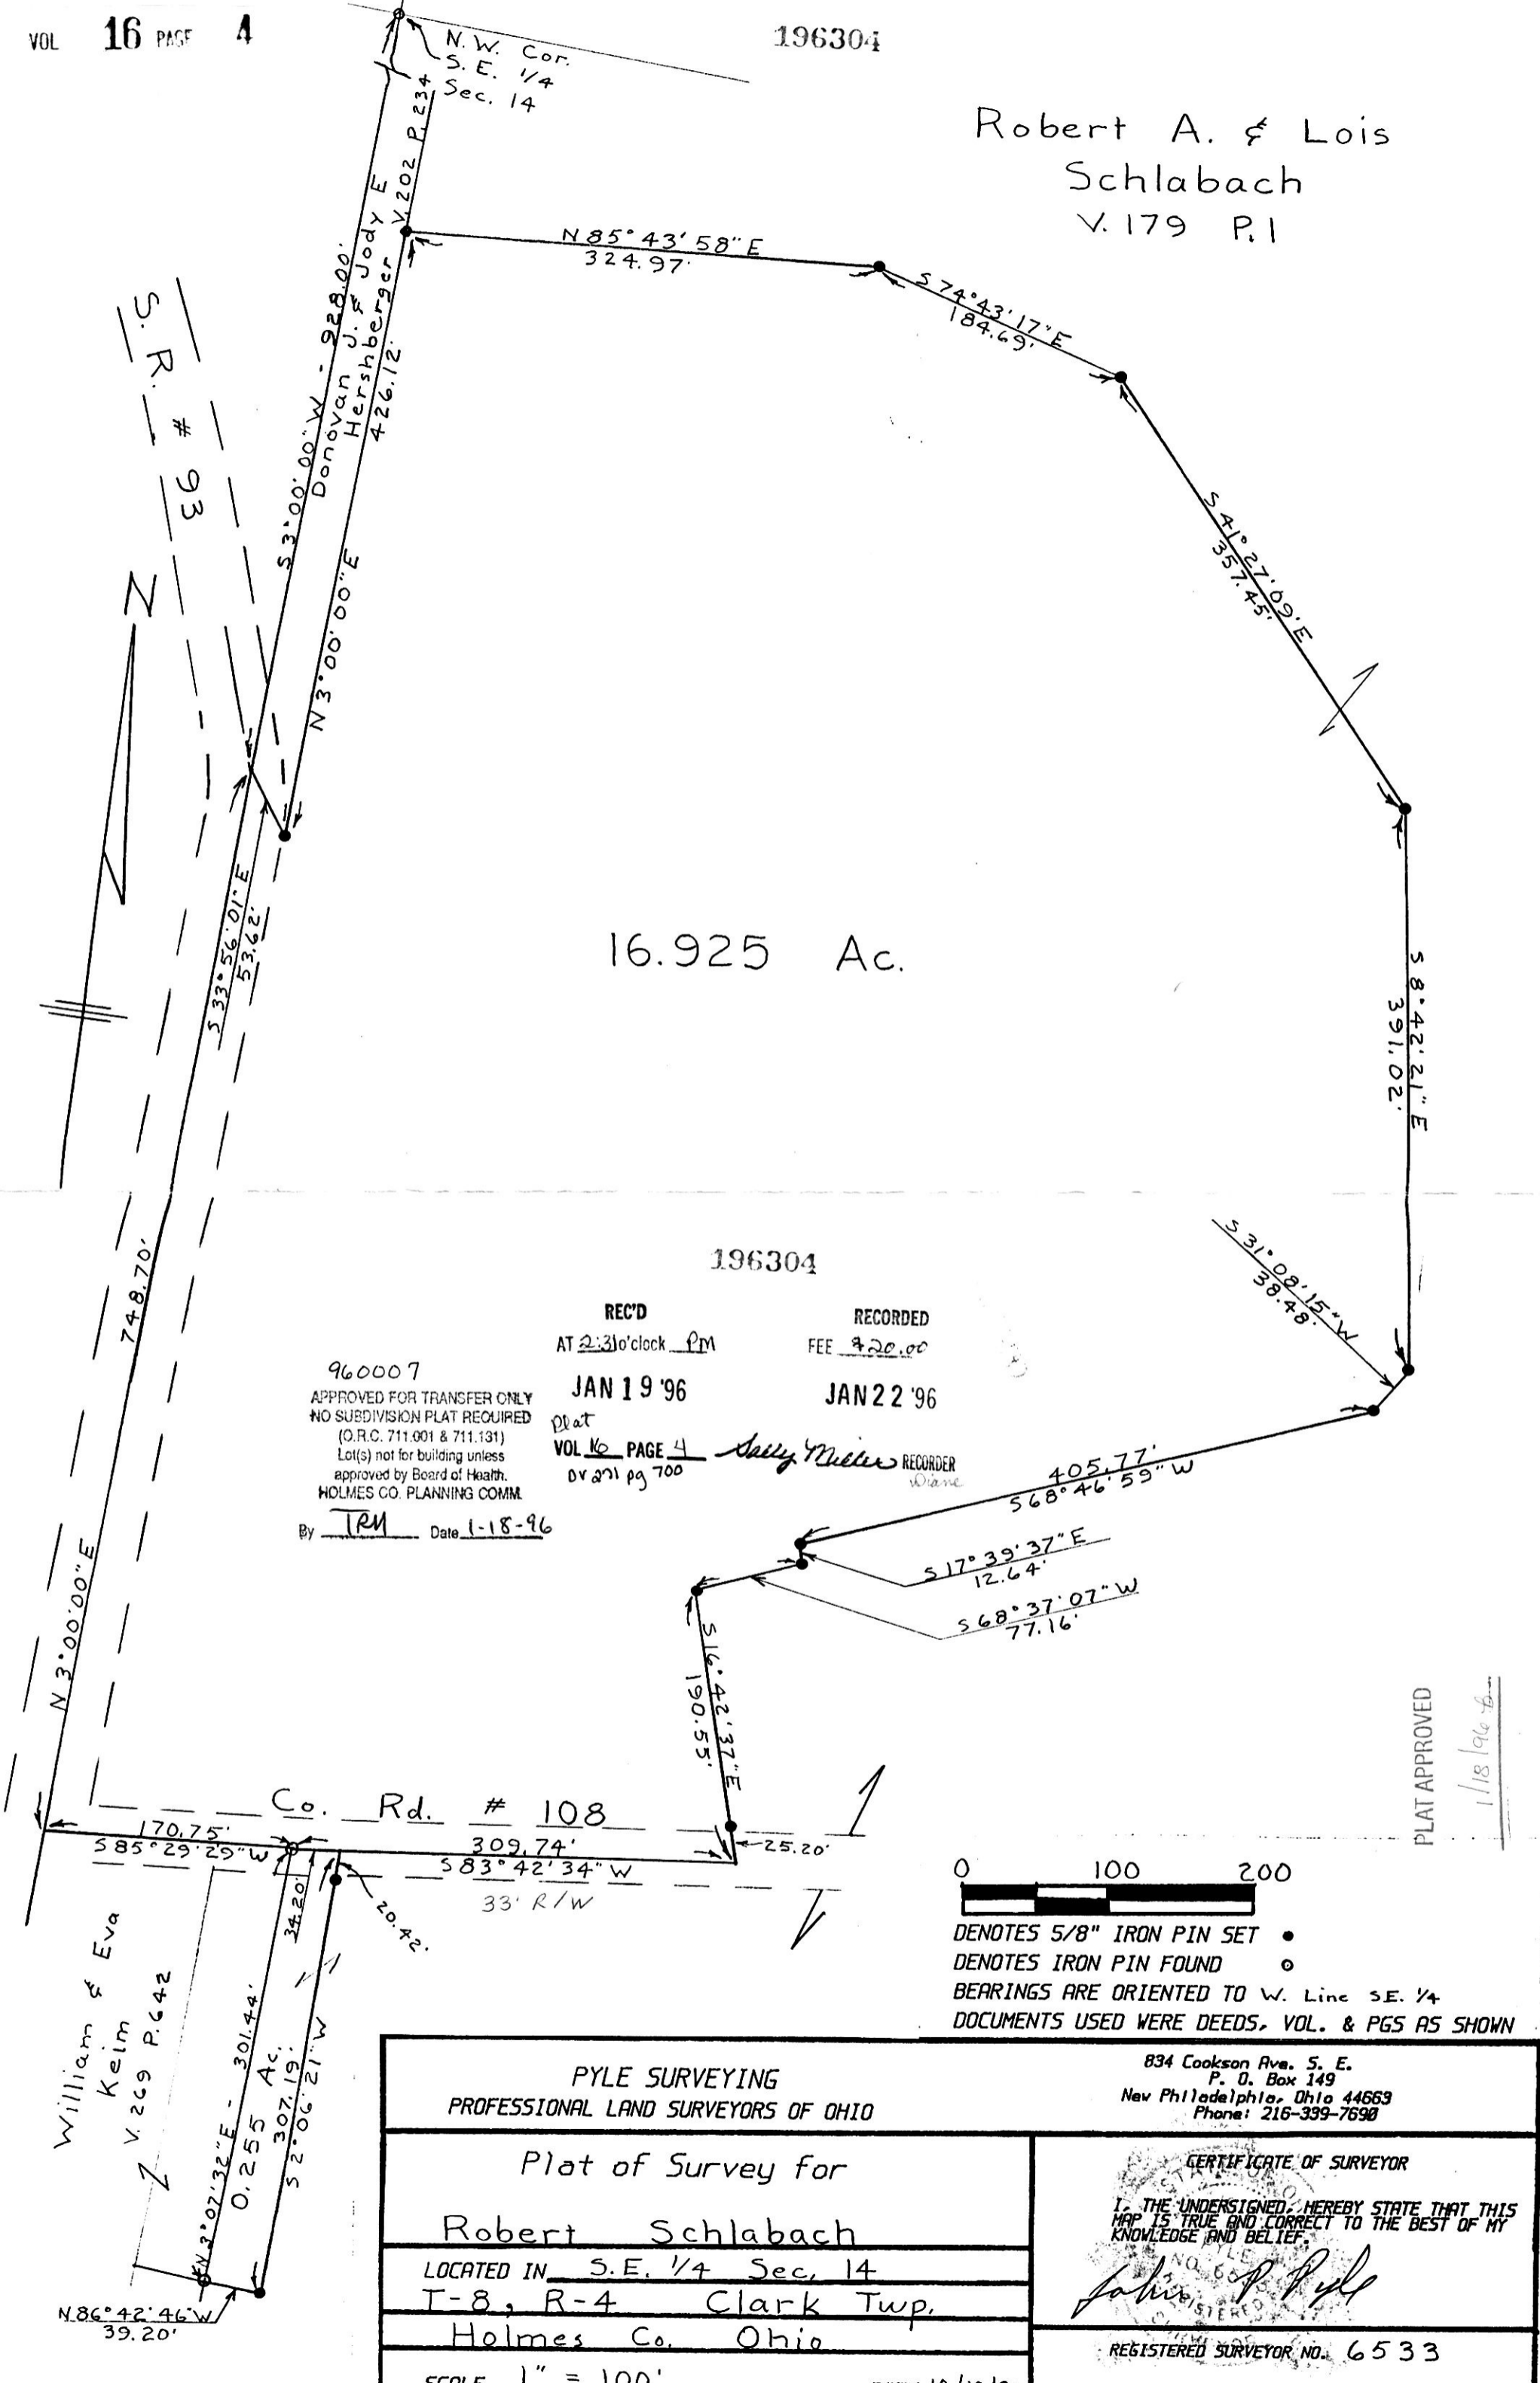 VOL 16 PAGE 4
196304
N.W. Cor.
S.E. 1/4
Sec. 14
Robert A. & Lois
Schlabach
V. 179 P. 1
S 3° 00' 00" W - 928.00'
Donovan J. & Jody E
Hershberger V. 202 P. 234
426.12'
N 3° 00' 00" E
N 85° 43' 58" E
324.97'
S 74° 43' 17" E
184.69'
S 41° 27' 09" E
357.45'
S. R. # 93
N
S 33° 56' 01" E
53.62'
16.925 Ac.
S 8° 42' 21" E
391.02'
748.70'
N 3° 00' 00" E
S 31° 08' 15" W
38.48'
196304
REC'D
AT 2:31 o'clock PM
JAN 19 '96
RECORDED
FEE $20.00
JAN 22 '96
Plat
VOL 16 PAGE 4 Sally Miller RECORDER
Diane
pg 700
960007
APPROVED FOR TRANSFER ONLY
NO SUBDIVISION PLAT REQUIRED
(O.R.C. 711.001 & 711.131)
Lot(s) not for building unless
approved by Board of Health.
HOLMES CO. PLANNING COMM.
By TRM Date 1-18-96
405.77'
S 68° 46' 59" W
S 17° 39' 37" E
12.64'
S 68° 37' 07" W
77.16'
S 16° 42' 37" E
190.55'
PLAT APPROVED
1/18/96
Co. Rd. # 108
170.75'
S 85° 29' 29" W
309.74'
S 83° 42' 34" W
25.20'
33' R/W
34.20'
20.42'
William & Eva
Keim
V. 269 P. 642
N 3° 07' 32" E - 301.44'
0.255 Ac.
307.19'
S 2° 06' 21" W
N 86° 42' 46" W
39.20'
0 100 200
DENOTES 5/8" IRON PIN SET
DENOTES IRON PIN FOUND
BEARINGS ARE ORIENTED TO W. Line S.E. 1/4
DOCUMENTS USED WERE DEEDS, VOL. & PGS AS SHOWN
PYLE SURVEYING
PROFESSIONAL LAND SURVEYORS OF OHIO
834 Cookson Ave. S. E.
P. O. Box 149
New Philadelphia, Ohio 44663
Phone: 216-339-7690
Plat of Survey for
Robert Schlabach
LOCATED IN S.E. 1/4 Sec. 14
T-8, R-4 Clark Twp.
Holmes Co. Ohio
SCALE 1" = 100'
CERTIFICATE OF SURVEYOR
I, THE UNDERSIGNED, HEREBY STATE THAT THIS
MAP IS TRUE AND CORRECT TO THE BEST OF MY
KNOWLEDGE AND BELIEF.
John P Pyle
REGISTERED SURVEYOR NO. 6533